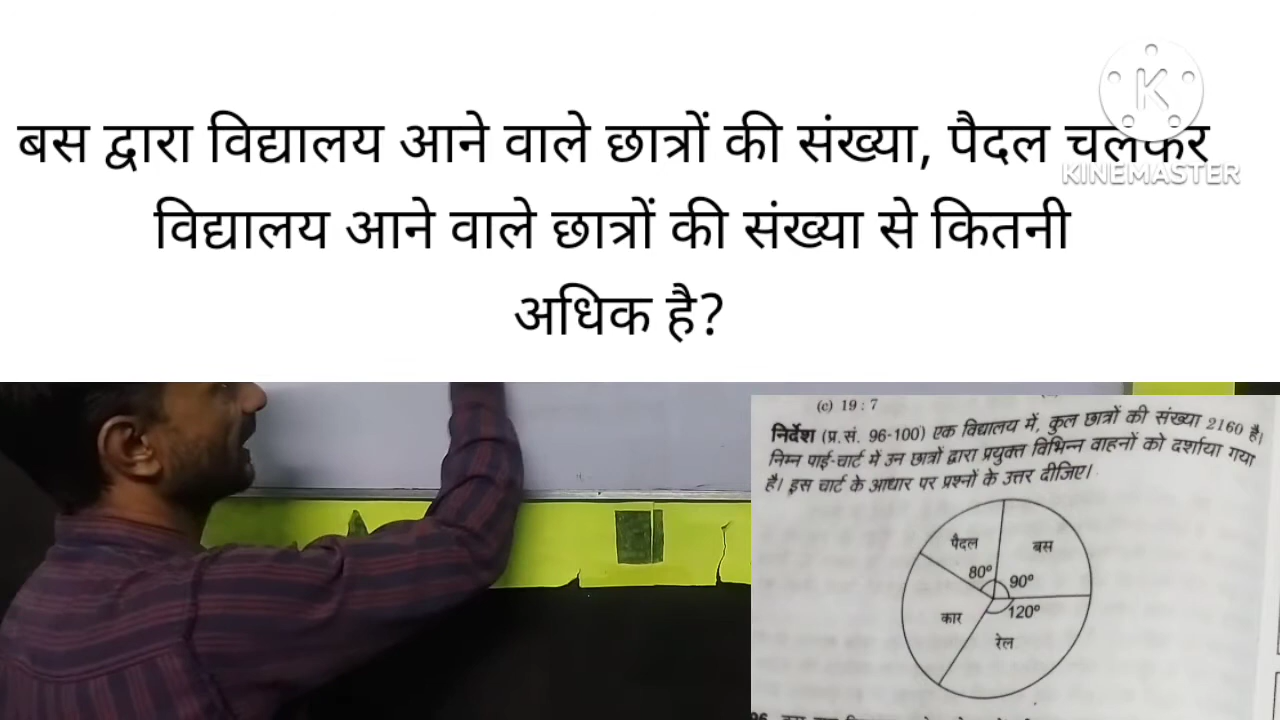 बस द्वारा विद्यालय आने वाले छात्रों की संख्या, पैदल चलकर
विद्यालय आने वाले छात्रों की संख्या से कितनी
अधिक है?
K
KINEMASTER
(c) 19 : 7
निर्देश (प्र.सं. 96-100) एक विद्यालय में, कुल छात्रों की संख्या 2160 है।
निम्न पाई-चार्ट में उन छात्रों द्वारा प्रयुक्त विभिन्न वाहनों को दर्शाया गया
है। इस चार्ट के आधार पर प्रश्नों के उत्तर दीजिए।
पैदल
बस
80°
90°
कार
120°
रेल